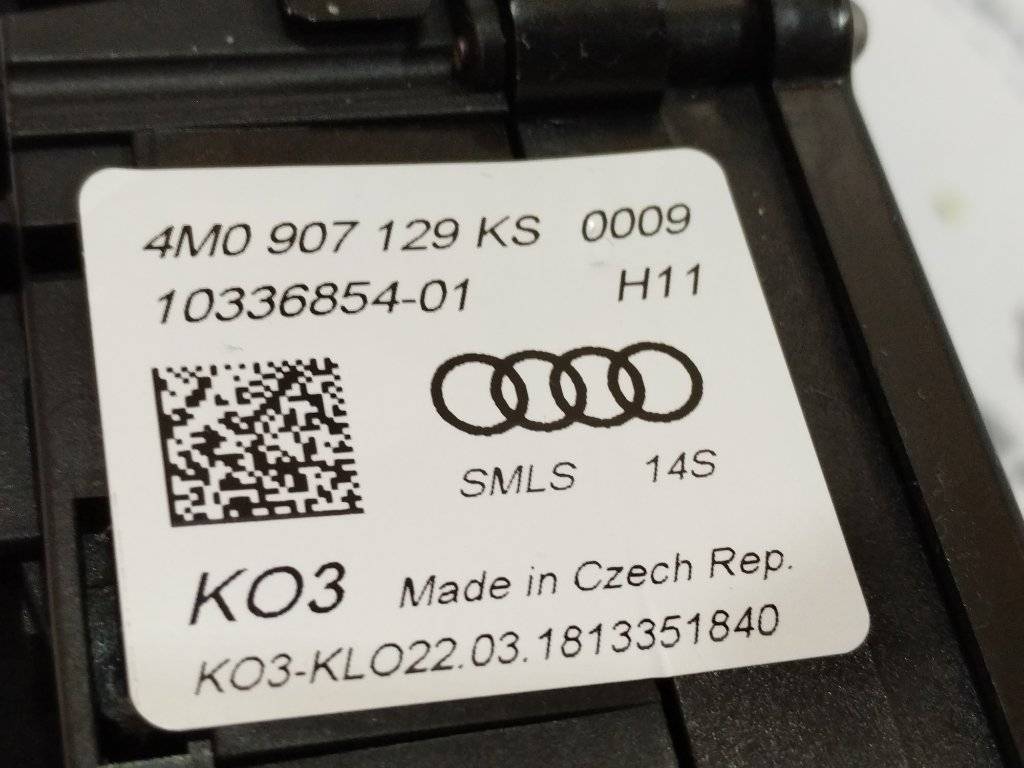 4M0 907 129 KS 0009
10336854-01 H11
SMLS 14S
KO3 Made in Czech Rep.
KO3-KLO22.03.1813351840